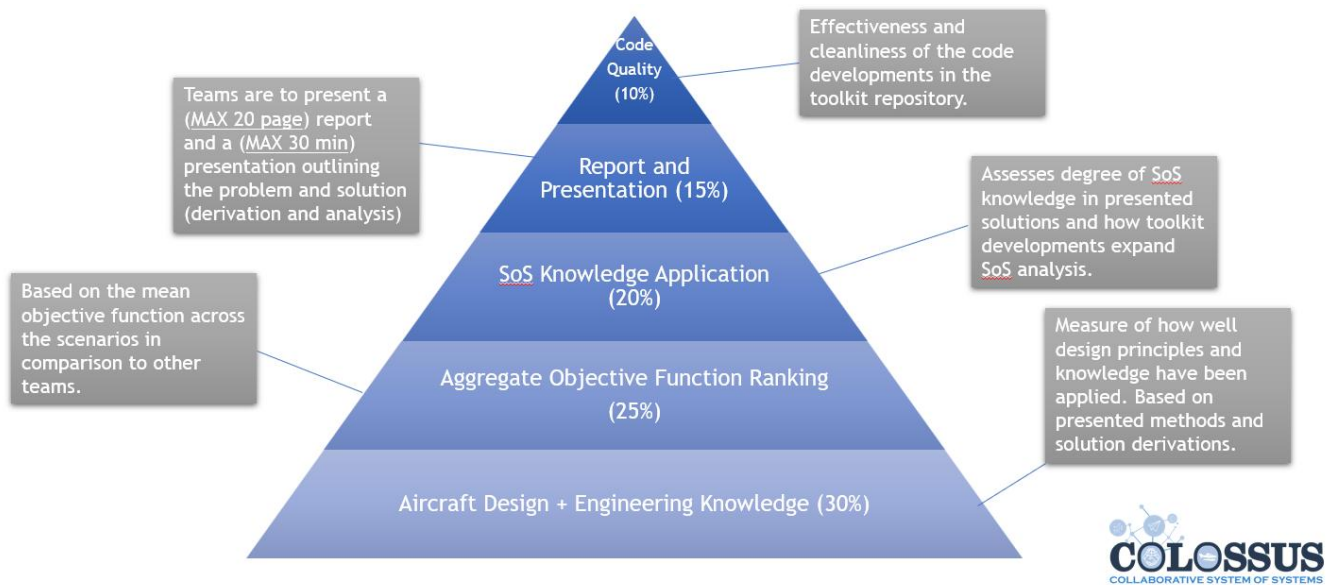 Code
Quality
(10%)
Effectiveness and
cleanliness of the code
developments in the
toolkit repository.
Teams are to present a
(MAX 20 page) report
and a (MAX 30 min)
presentation outlining
the problem and solution
(derivation and analysis)
Report and
Presentation (15%)
Assesses degree of SoS
knowledge in presented
solutions and how toolkit
developments expand
SoS analysis.
SoS Knowledge Application
(20%)
Based on the mean
objective function across
the scenarios in
comparison to other
teams.
Aggregate Objective Function Ranking
(25%)
Measure of how well
design principles and
knowledge have been
applied. Based on
presented methods and
solution derivations.
Aircraft Design + Engineering Knowledge (30%)
COLOSSUS
COLLABORATIVE SYSTEM OF SYSTEMS